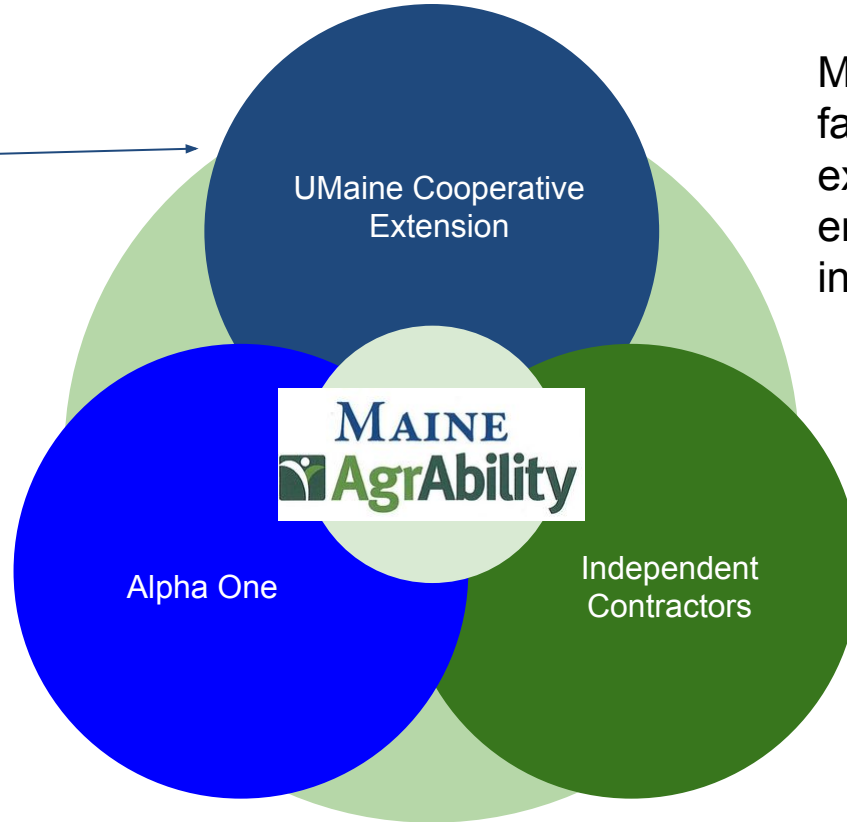 UMaine Cooperative
Extension
MAINE
AgrAbility
Alpha One
Independent
Contractors